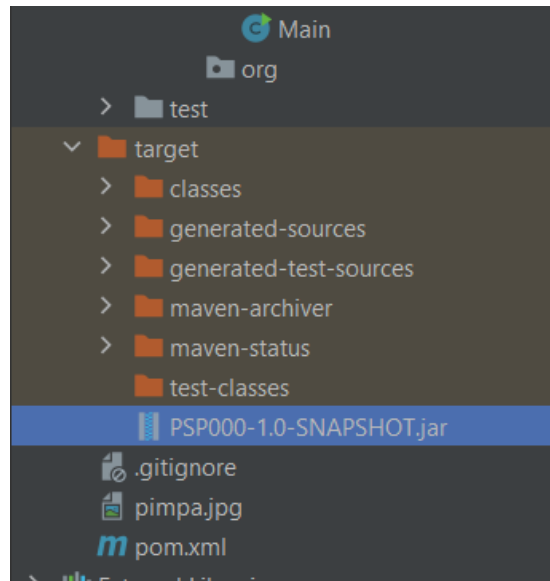 Main
org
test
target
classes
generated-sources
generated-test-sources
maven-archiver
maven-status
test-classes
PSP000-1.0-SNAPSHOT.jar
.gitignore
pimpa.jpg
pom.xml